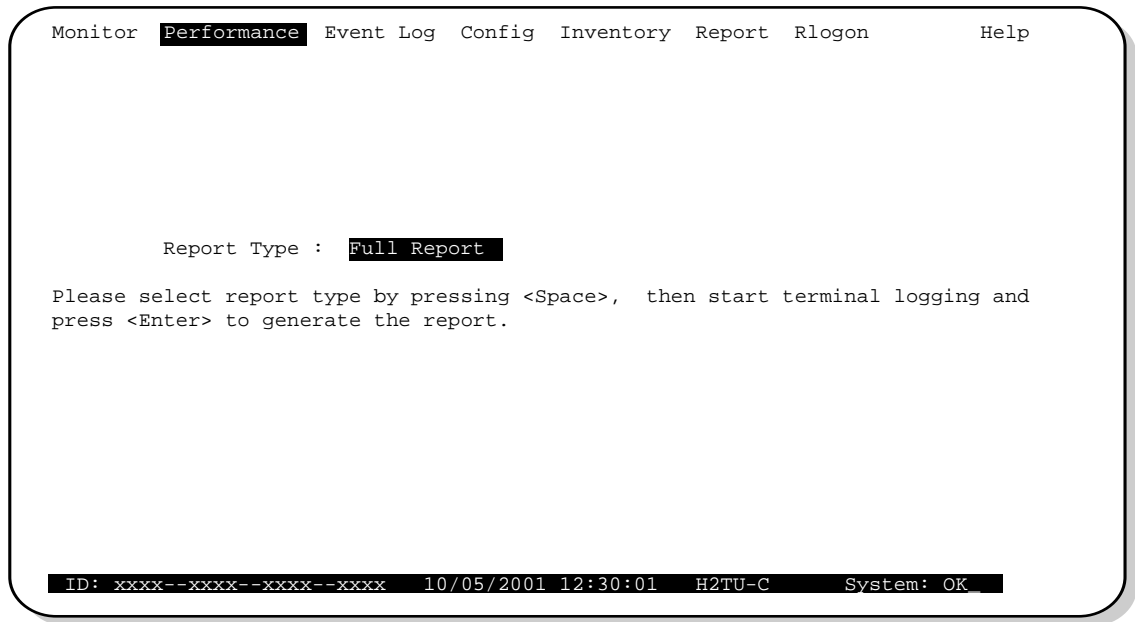 Monitor Performance Event Log Config Inventory Report Rlogon Help
Report Type : Full Report
Please select report type by pressing <Space>, then start terminal logging and
press <Enter> to generate the report.
ID: xxxx--xxxx--xxxx--xxxx 10/05/2001 12:30:01 H2TU-C System: OK_